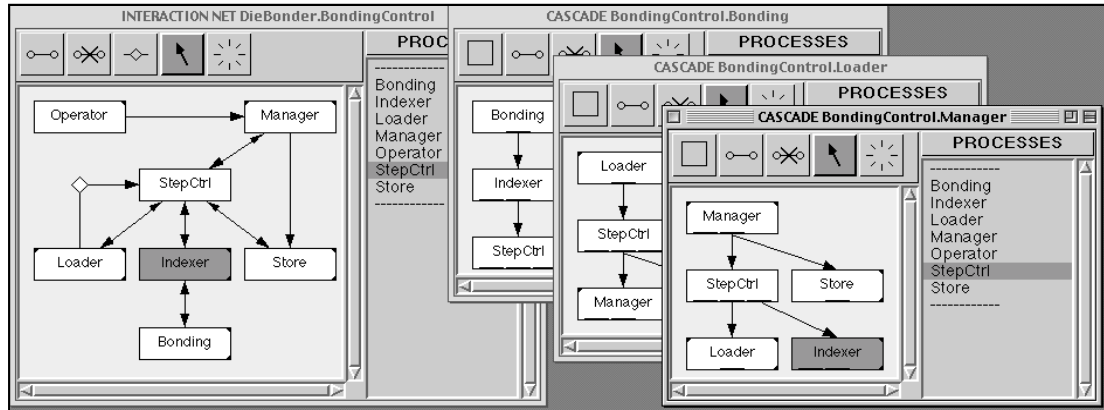 INTERACTION NET DieBonder.BondingControl
PROC
------------
Bonding
Indexer
Loader
Manager
Operator
StepCtrl
Store
------------
Operator
Manager
StepCtrl
Loader
Indexer
Store
Bonding
CASCADE BondingControl.Bonding
PROCESSES
Bonding
Indexer
StepCtrl
CASCADE BondingControl.Loader
PROCESSES
Loader
StepCtrl
Manager
CASCADE BondingControl.Manager
PROCESSES
------------
Bonding
Indexer
Loader
Manager
Operator
StepCtrl
Store
------------
Manager
StepCtrl
Store
Loader
Indexer